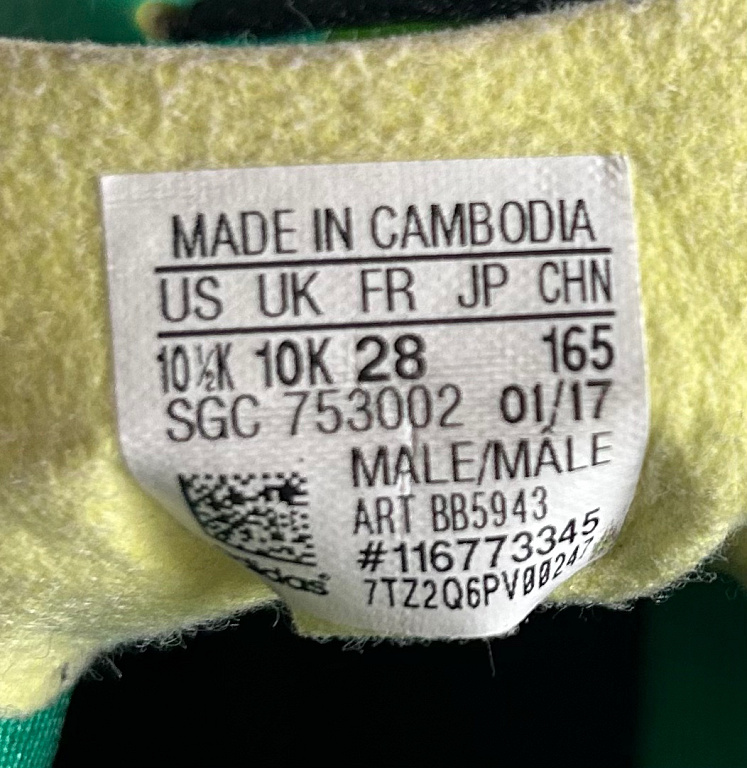 MADE IN CAMBODIA
US UK FR JP CHN
10½K 10K 28 165
SGC 753002 01/17
MALE/MÂLE
ART BB5943
#116773345
7TZ2Q6PV00247